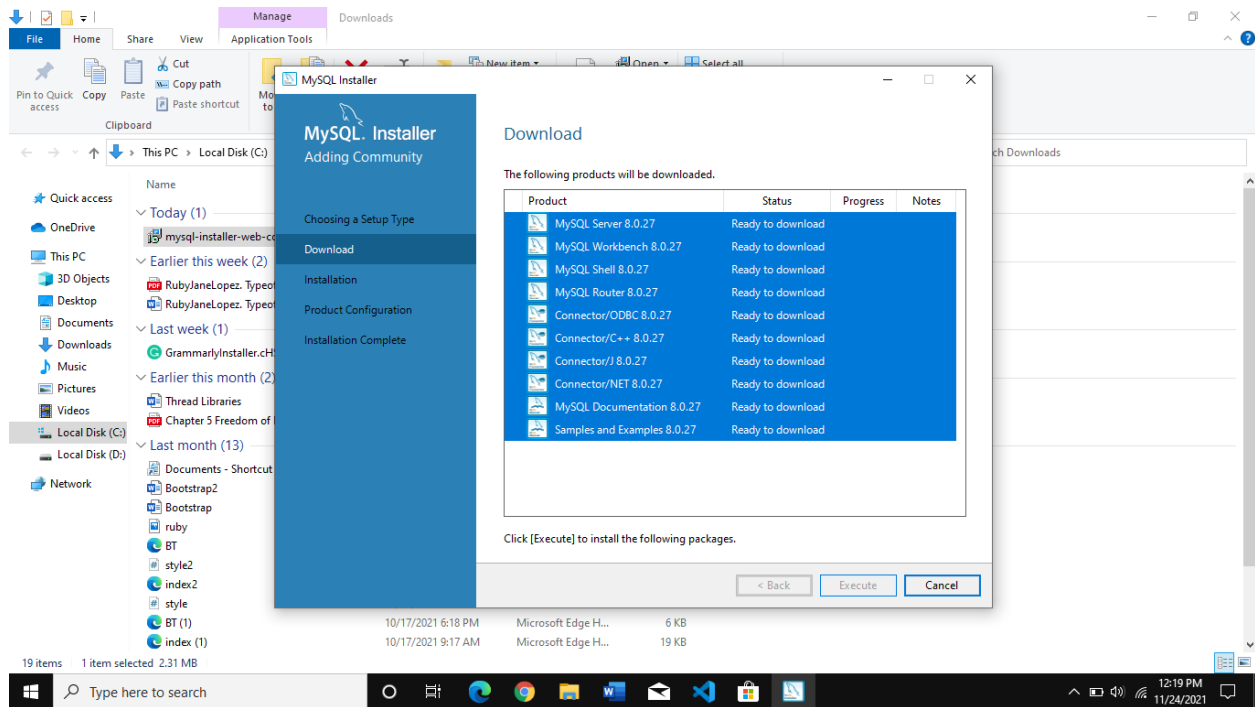 Manage
Downloads
File Home Share View Application Tools
Pin to Quick access
Copy
Paste
Cut
Copy path
Paste shortcut
Clipboard
New item
Open
Select all
This PC > Local Disk (C:)
Downloads
Quick access
OneDrive
This PC
3D Objects
Desktop
Documents
Downloads
Music
Pictures
Videos
Local Disk (C:)
Local Disk (D:)
Network
Name
Today (1)
mysql-installer-web-co
Earlier this week (2)
RubyJaneLopez. Typeo
RubyJaneLopez. Typeo
Last week (1)
GrammarlyInstaller.cH
Earlier this month (2)
Thread Libraries
Chapter 5 Freedom of
Last month (13)
Documents - Shortcut
Bootstrap2
Bootstrap
ruby
BT
style2
index2
style
BT (1) 10/17/2021 6:18 PM Microsoft Edge H... 6 KB
index (1) 10/17/2021 9:17 AM Microsoft Edge H... 19 KB
MySQL Installer
MySQL. Installer
Adding Community
Choosing a Setup Type
Download
Installation
Product Configuration
Installation Complete
Download
The following products will be downloaded.
Product Status Progress Notes
MySQL Server 8.0.27 Ready to download
MySQL Workbench 8.0.27 Ready to download
MySQL Shell 8.0.27 Ready to download
MySQL Router 8.0.27 Ready to download
Connector/ODBC 8.0.27 Ready to download
Connector/C++ 8.0.27 Ready to download
Connector/J 8.0.27 Ready to download
Connector/NET 8.0.27 Ready to download
MySQL Documentation 8.0.27 Ready to download
Samples and Examples 8.0.27 Ready to download
Click [Execute] to install the following packages.
< Back Execute Cancel
19 items 1 item selected 2.31 MB
Type here to search
12:19 PM
11/24/2021